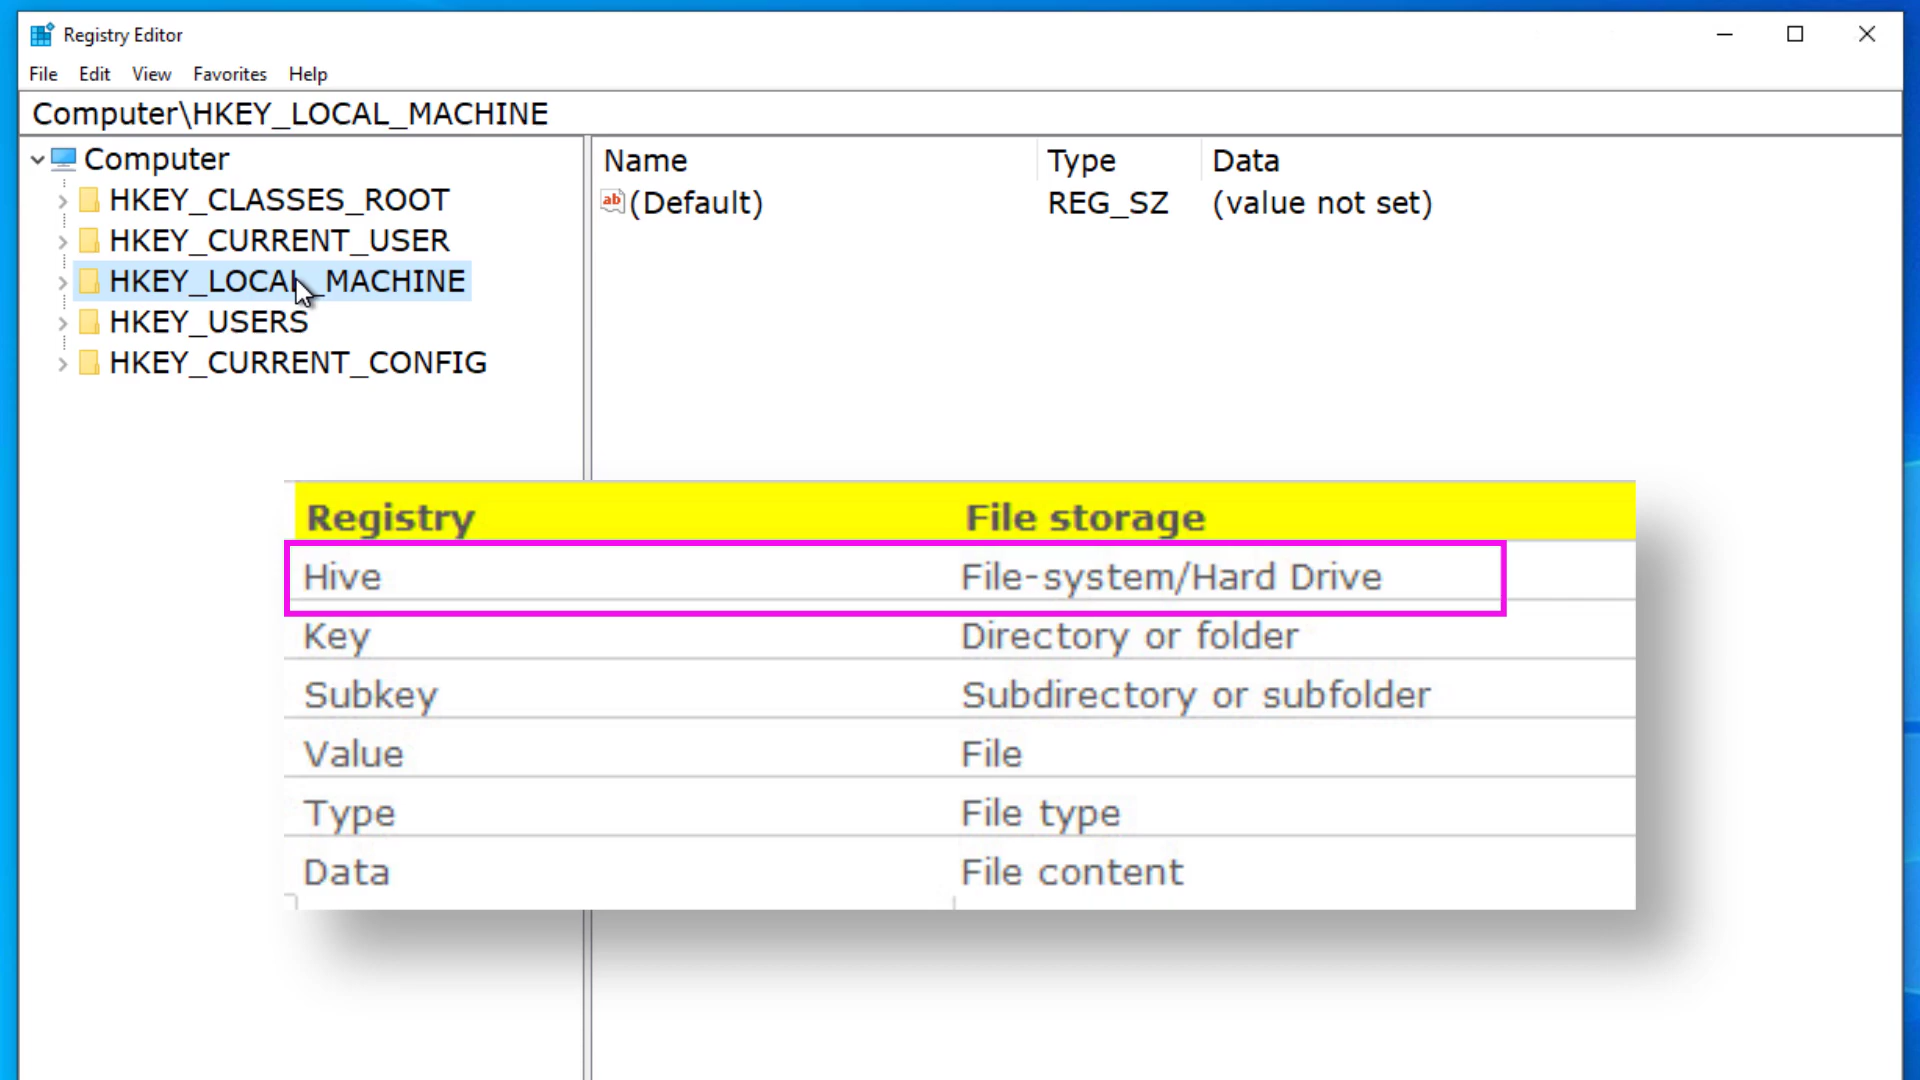 Registry Editor
File Edit View Favorites Help
Computer\HKEY_LOCAL_MACHINE
Computer
HKEY_CLASSES_ROOT
HKEY_CURRENT_USER
HKEY_LOCAL_MACHINE
HKEY_USERS
HKEY_CURRENT_CONFIG
Name Type Data
ab (Default) REG_SZ (value not set)
Registry File storage
Hive File-system/Hard Drive
Key Directory or folder
Subkey Subdirectory or subfolder
Value File
Type File type
Data File content